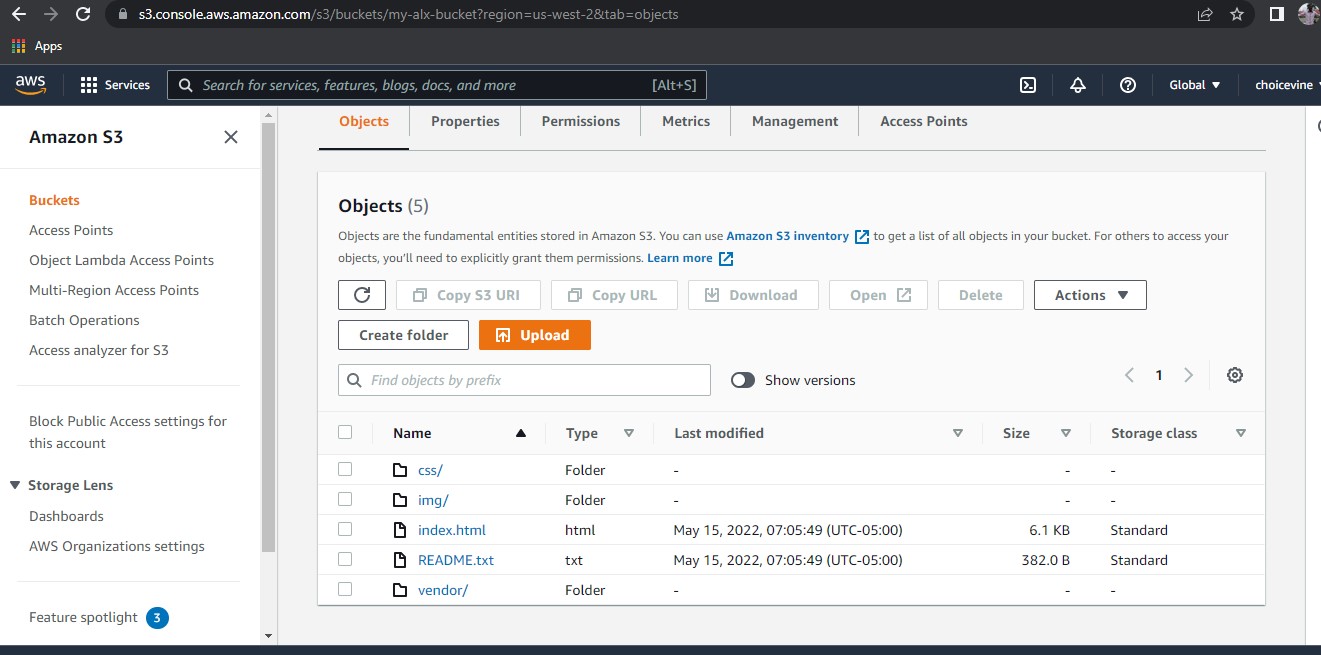 s3.console.aws.amazon.com/s3/buckets/my-alx-bucket?region=us-west-2&tab=objects
Apps
aws Services Search for services, features, blogs, docs, and more [Alt+S] Global choicevine
Amazon S3
Buckets
Access Points
Object Lambda Access Points
Multi-Region Access Points
Batch Operations
Access analyzer for S3
Block Public Access settings for
this account
Storage Lens
Dashboards
AWS Organizations settings
Feature spotlight 3
Objects Properties Permissions Metrics Management Access Points
Objects (5)
Objects are the fundamental entities stored in Amazon S3. You can use Amazon S3 inventory to get a list of all objects in your bucket. For others to access your
objects, you'll need to explicitly grant them permissions. Learn more
Copy S3 URI Copy URL Download Open Delete Actions
Create folder Upload
Find objects by prefix Show versions 1
Name Type Last modified Size Storage class
css/ Folder - - -
img/ Folder - - -
index.html html May 15, 2022, 07:05:49 (UTC-05:00) 6.1 KB Standard
README.txt txt May 15, 2022, 07:05:49 (UTC-05:00) 382.0 B Standard
vendor/ Folder - - -